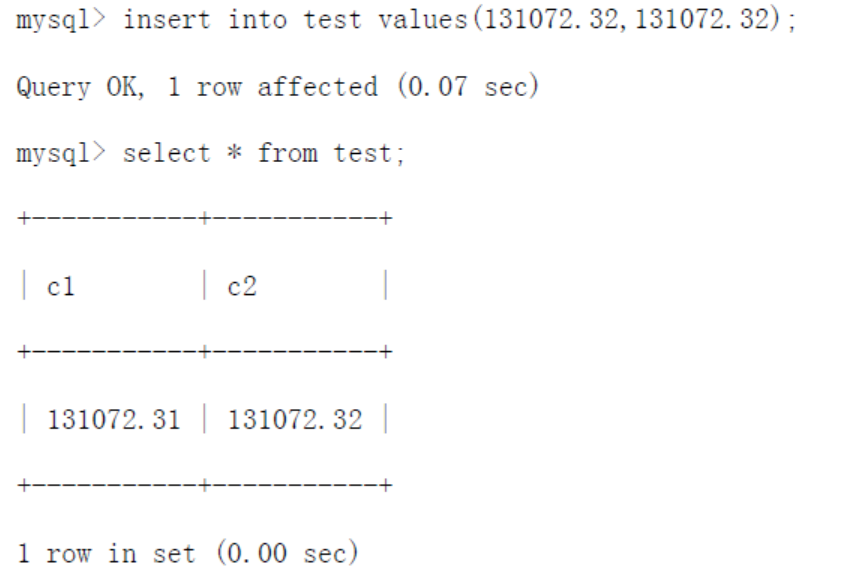 mysql> insert into test values(131072.32,131072.32);
Query OK, 1 row affected (0.07 sec)
mysql> select * from test;
+-----------+-----------+
| c1 | c2 |
+-----------+-----------+
| 131072.31 | 131072.32 |
+-----------+-----------+
1 row in set (0.00 sec)